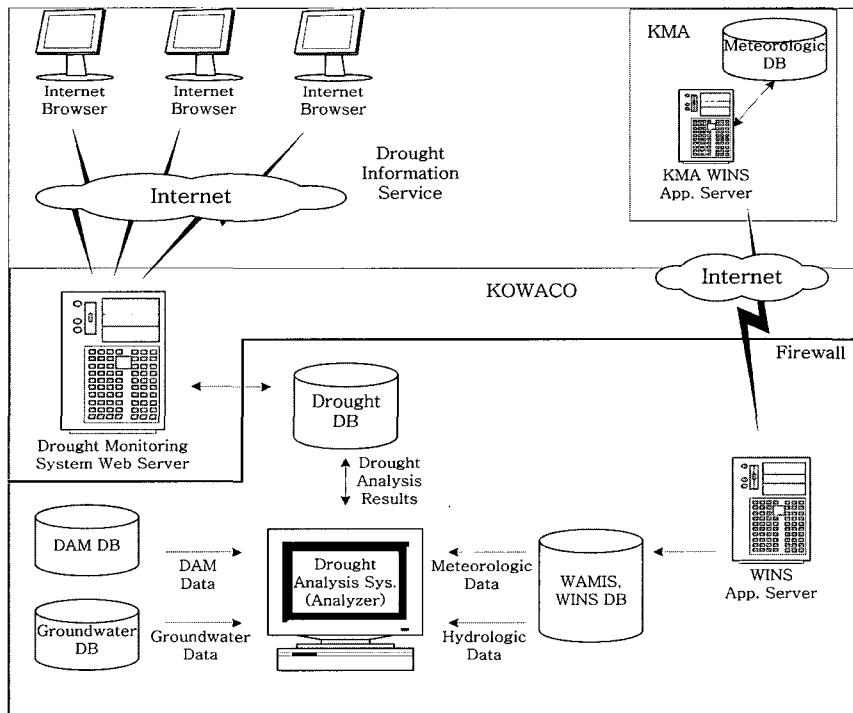 KMA
Meteorologic
DB
Internet
Browser
Internet
Browser
Internet
Browser
KMA WINS
App. Server
Drought
Information
Service
Internet
Internet
KOWACO
Firewall
Drought Monitoring
System Web Server
Drought
DB
Drought
Analysis
Results
DAM DB
DAM
Data
Drought
Analysis Sys.
(Analyzer)
Meteorologic
Data
WAMIS,
WINS DB
WINS
App. Server
Groundwater
DB
Groundwater
Data
Hydrologic
Data